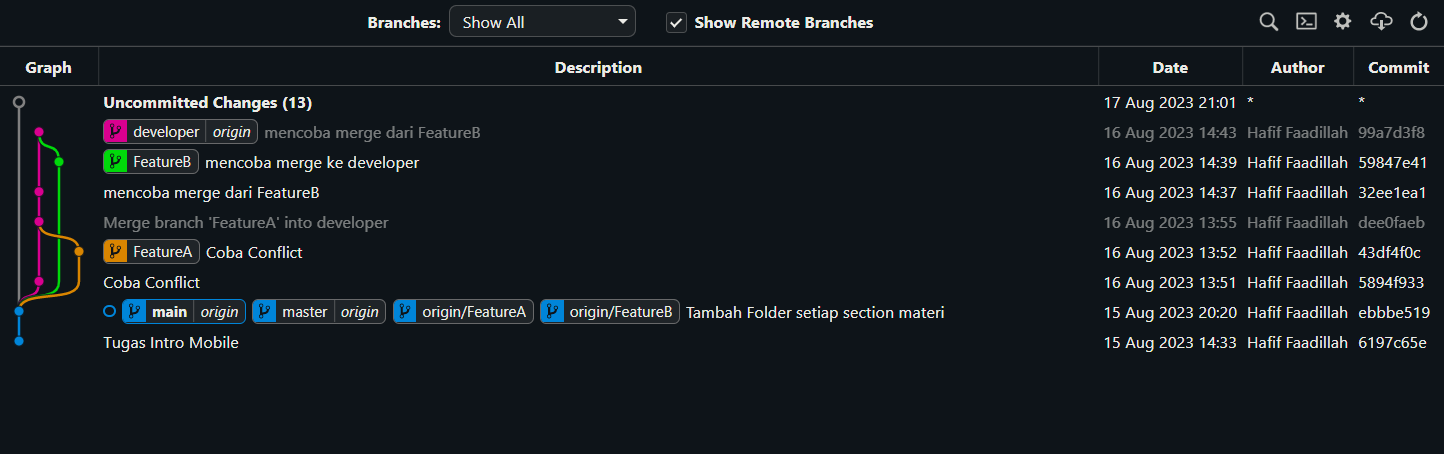 Branches: Show All Show Remote Branches
Graph Description Date Author Commit
Uncommitted Changes (13) 17 Aug 2023 21:01 * *
developer origin mencoba merge dari FeatureB 16 Aug 2023 14:43 Hafif Faadillah 99a7d3f8
FeatureB mencoba merge ke developer 16 Aug 2023 14:39 Hafif Faadillah 59847e41
mencoba merge dari FeatureB 16 Aug 2023 14:37 Hafif Faadillah 32ee1ea1
Merge branch 'FeatureA' into developer 16 Aug 2023 13:55 Hafif Faadillah dee0faeb
FeatureA Coba Conflict 16 Aug 2023 13:52 Hafif Faadillah 43df4f0c
Coba Conflict 16 Aug 2023 13:51 Hafif Faadillah 5894f933
main origin master origin origin/FeatureA origin/FeatureB Tambah Folder setiap section materi 15 Aug 2023 20:20 Hafif Faadillah ebbbe519
Tugas Intro Mobile 15 Aug 2023 14:33 Hafif Faadillah 6197c65e